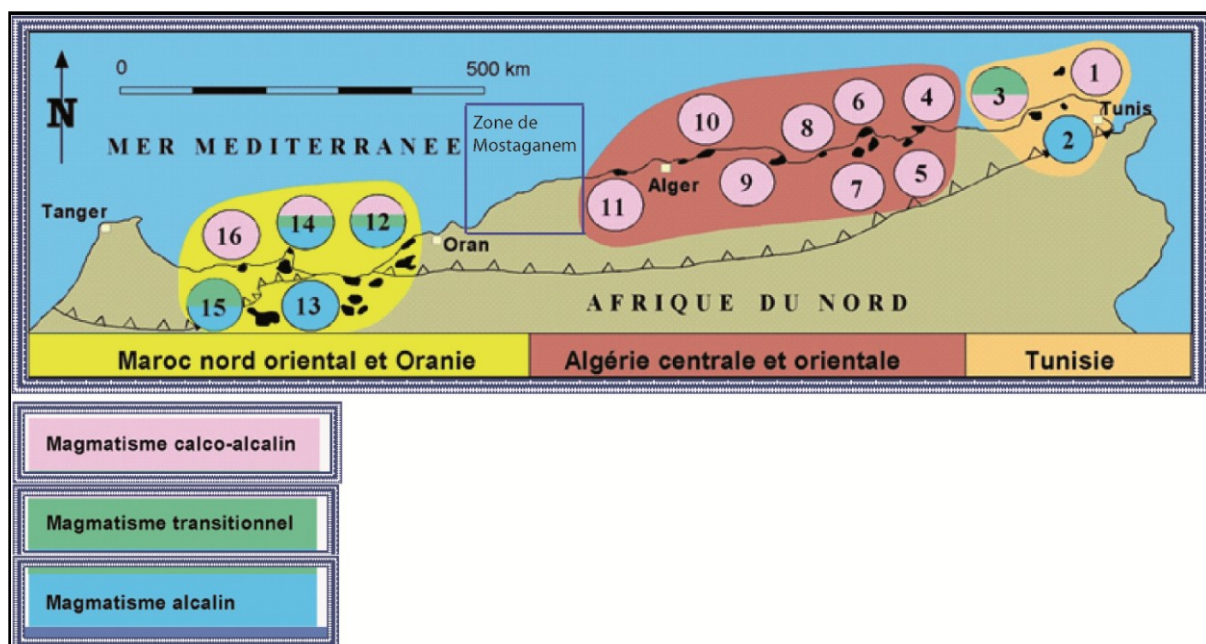 0 500 km
N
Zone de
Mostaganem
MER MEDITERRANEE
Tanger
Oran
Alger
Tunis
1
2
3
4
5
6
7
8
9
10
11
12
13
14
15
16
AFRIQUE DU NORD
Maroc nord oriental et Oranie
Algérie centrale et orientale
Tunisie
Magmatisme calco-alcalin
Magmatisme transitionnel
Magmatisme alcalin